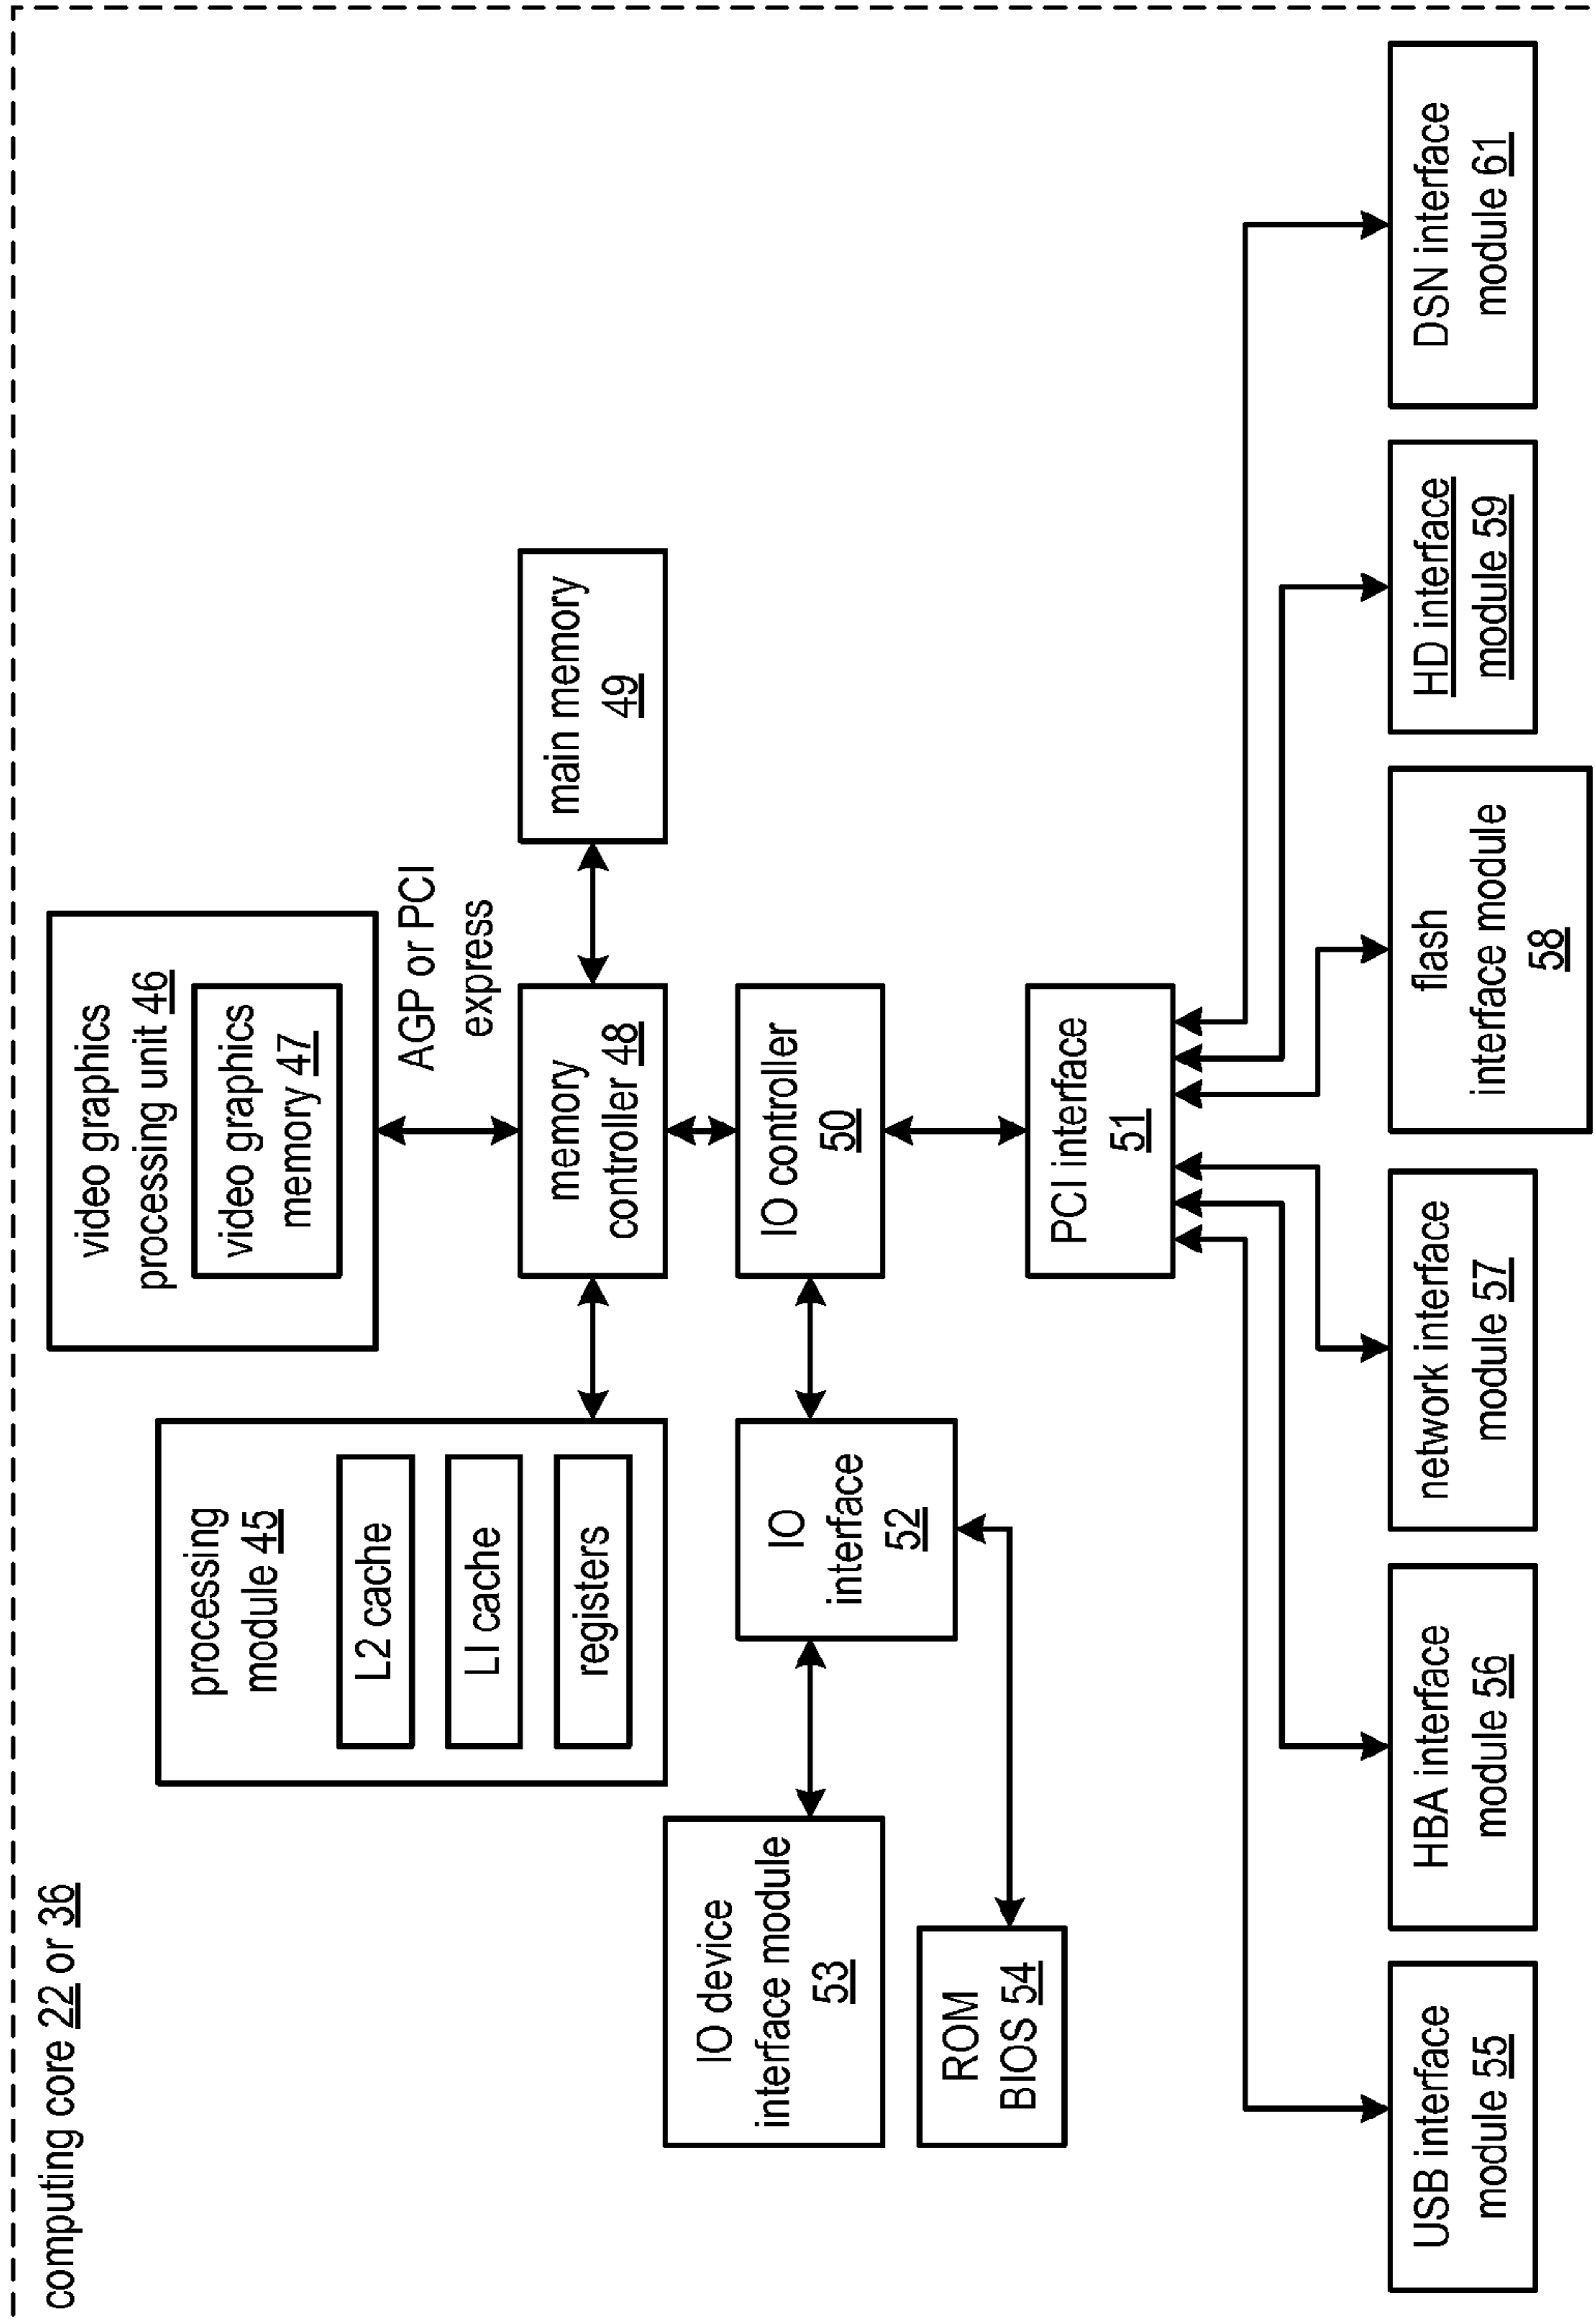 computing core 22 or 36
video graphics
processing unit 46
video graphics
memory 47
processing
module 45
L2 cache
LI cache
registers
AGP or PCI
express
memory
controller 48
main memory
49
IO device
interface module
53
IO
interface
52
IO controller
50
ROM
BIOS 54
PCI interface
51
USB interface
module 55
HBA interface
module 56
network interface
module 57
flash
interface module
58
HD interface
module 59
DSN interface
module 61